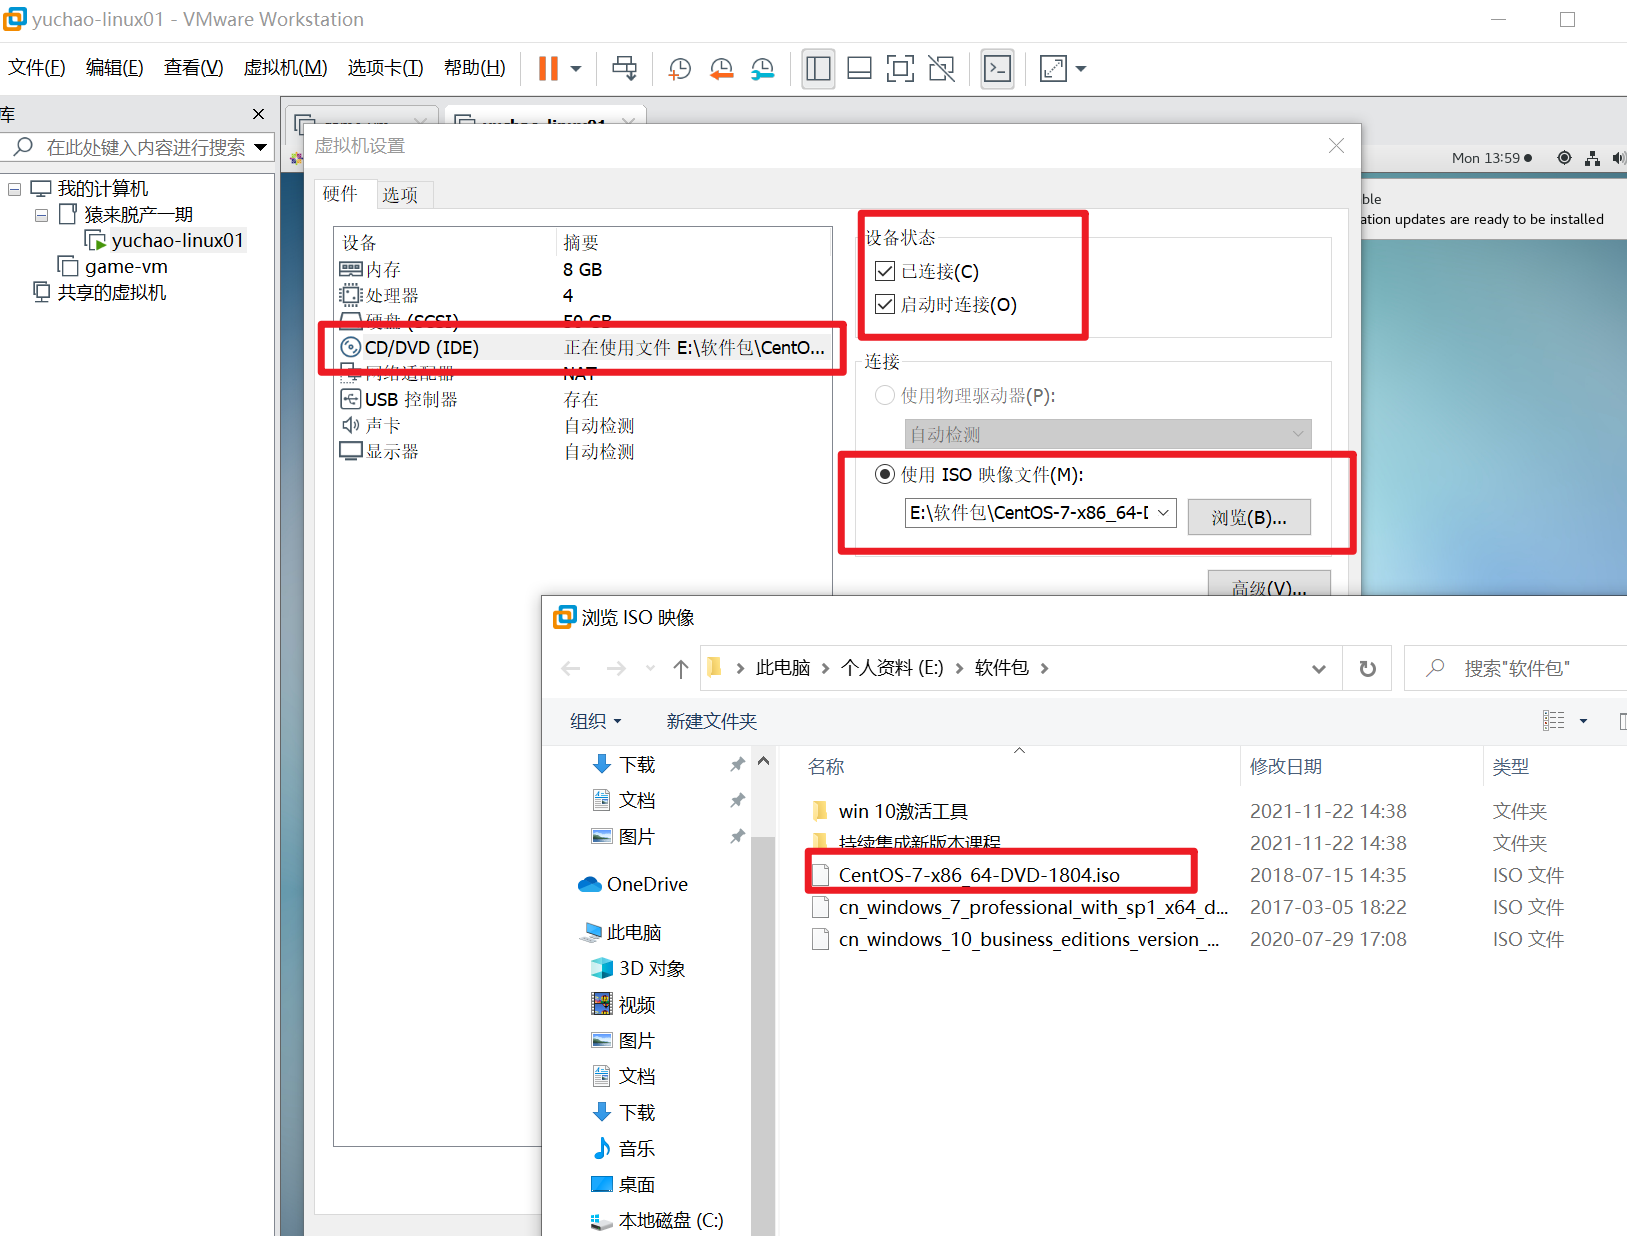 yuchao-linux01 - VMware Workstation
文件(F) 编辑(E) 查看(V) 虚拟机(M) 选项卡(T) 帮助(H)
库
在此处键入内容进行搜索
我的计算机
猿来脱产一期
yuchao-linux01
game-vm
共享的虚拟机
yuchao-linux01
虚拟机设置
Mon 13:59
ble
ation updates are ready to be installed
硬件 选项
设备 摘要
内存 8 GB
处理器 4
硬盘 (SCSI) 50 GB
CD/DVD (IDE) 正在使用文件 E:\软件包\CentO...
网络适配器 NAT
USB 控制器 存在
声卡 自动检测
显示器 自动检测
设备状态
已连接(C)
启动时连接(O)
连接
使用物理驱动器(P):
自动检测
使用 ISO 映像文件(M):
E:\软件包\CentOS-7-x86_64-D
浏览(B)...
高级(V)...
浏览 ISO 映像
此电脑 个人资料 (E:) 软件包
搜索"软件包"
组织 新建文件夹
下载
文档
图片
OneDrive
此电脑
3D 对象
视频
图片
文档
下载
音乐
桌面
本地磁盘 (C:)
名称 修改日期 类型
win 10激活工具 2021-11-22 14:38 文件夹
持续集成新版本课程 2021-11-22 14:38 文件夹
CentOS-7-x86_64-DVD-1804.iso 2018-07-15 14:35 ISO 文件
cn_windows_7_professional_with_sp1_x64_d... 2017-03-05 18:22 ISO 文件
cn_windows_10_business_editions_version_... 2020-07-29 17:08 ISO 文件